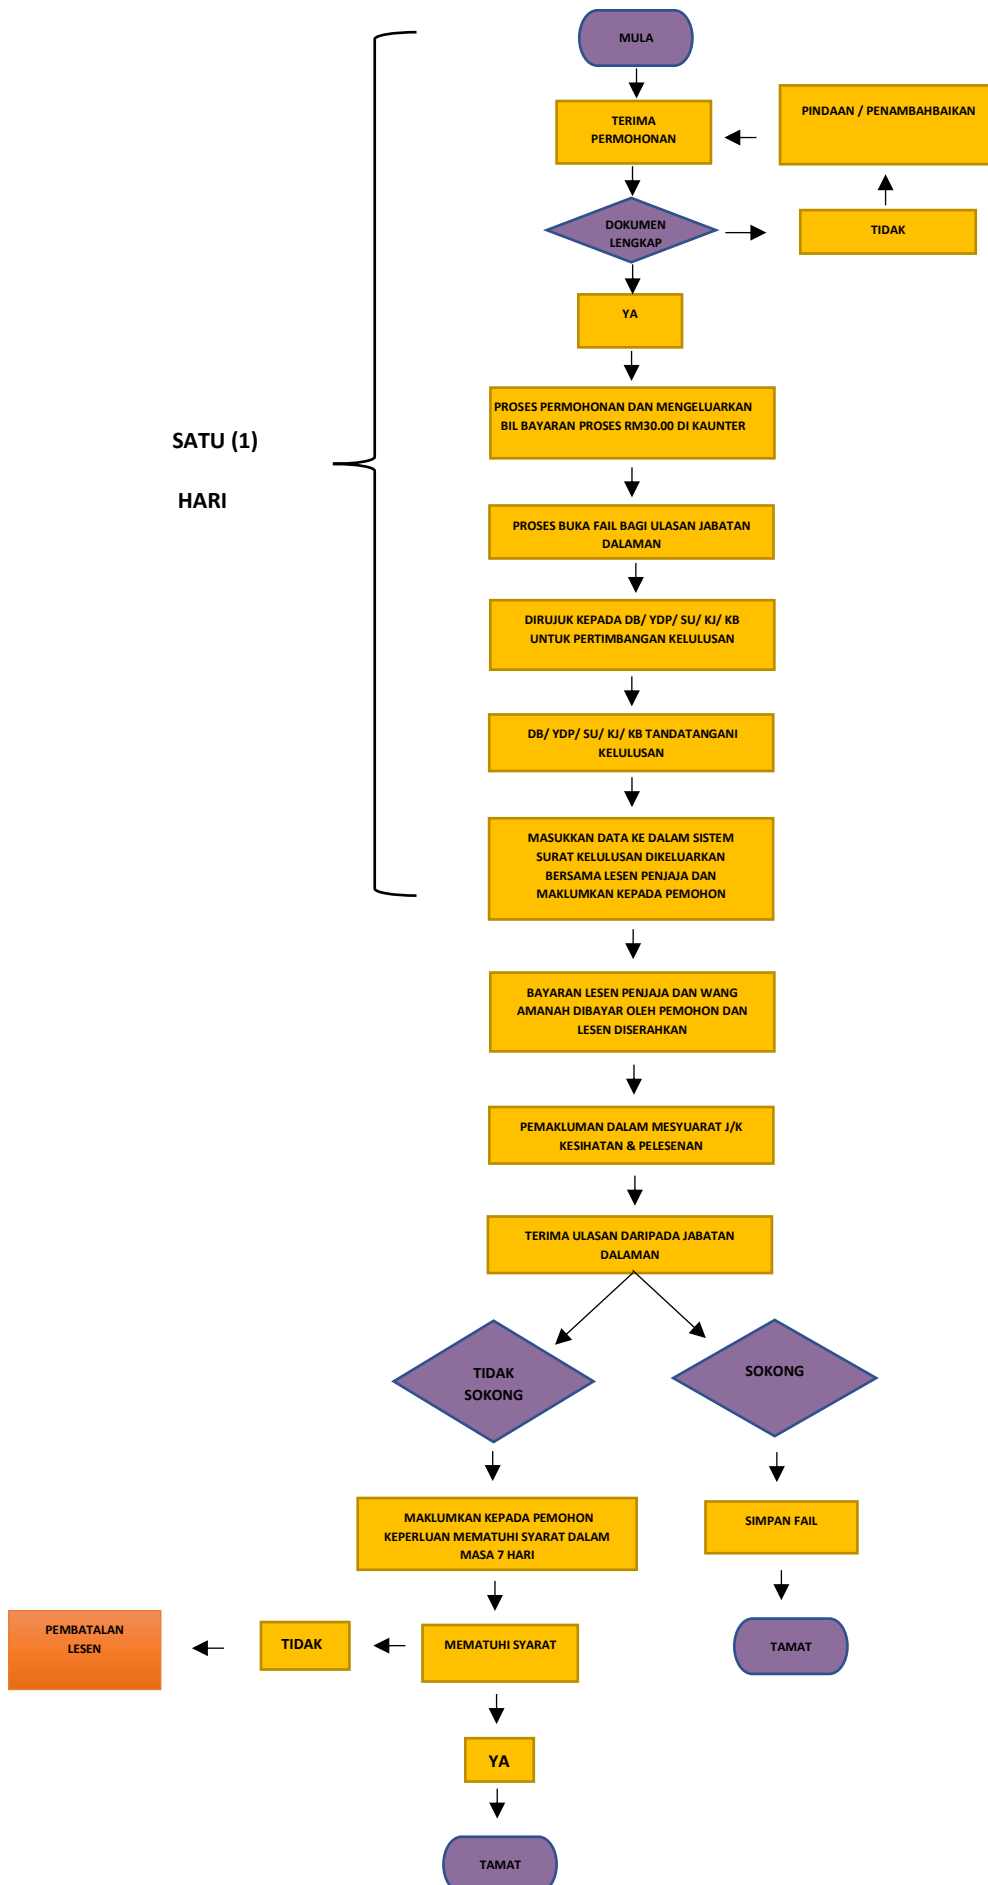 MULA
TERIMA
PERMOHONAN
PINDAAN / PENAMBAHBAIKAN
DOKUMEN
LENGKAP
TIDAK
YA
PROSES PERMOHONAN DAN MENGELUARKAN
BIL BAYARAN PROSES RM30.00 DI KAUNTER
SATU (1)
HARI
PROSES BUKA FAIL BAGI ULASAN JABATAN
DALAMAN
DIRUJUK KEPADA DB/ YDP/ SU/ KJ/ KB
UNTUK PERTIMBANGAN KELULUSAN
DB/ YDP/ SU/ KJ/ KB TANDATANGANI
KELULUSAN
MASUKKAN DATA KE DALAM SISTEM
SURAT KELULUSAN DIKELUARKAN
BERSAMA LESEN PENJAJA DAN
MAKLUMKAN KEPADA PEMOHON
BAYARAN LESEN PENJAJA DAN WANG
AMANAH DIBAYAR OLEH PEMOHON DAN
LESEN DISERAHKAN
PEMAKLUMAN DALAM MESYUARAT J/K
KESIHATAN & PELESENAN
TERIMA ULASAN DARIPADA JABATAN
DALAMAN
TIDAK
SOKONG
SOKONG
MAKLUMKAN KEPADA PEMOHON
KEPERLUAN MEMATUHI SYARAT DALAM
MASA 7 HARI
SIMPAN FAIL
PEMBATALAN
LESEN
TIDAK
MEMATUHI SYARAT
TAMAT
YA
TAMAT